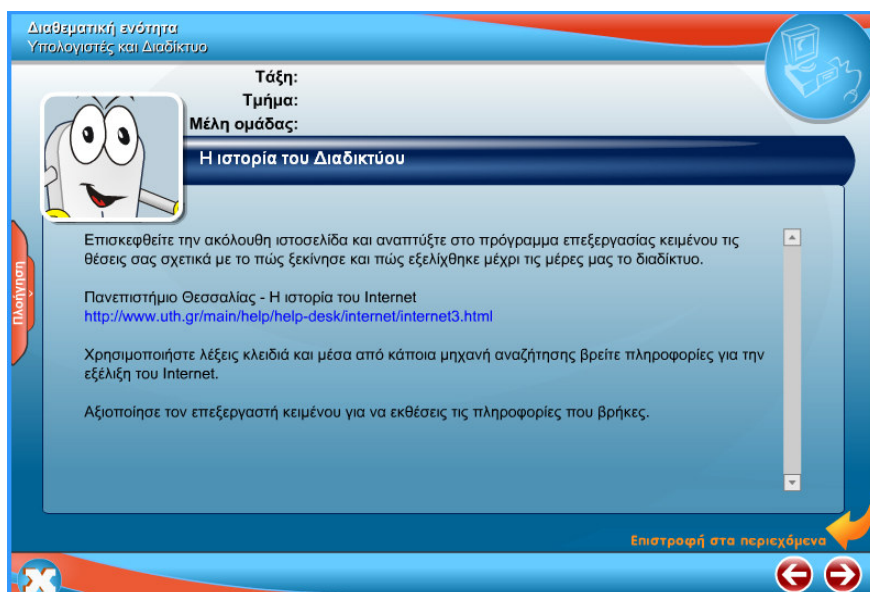 Διαθεματική ενότητα
Υπολογιστές και Διαδίκτυο
Τάξη:
Τμήμα:
Μέλη ομάδας:
Η ιστορία του Διαδικτύου
Επισκεφθείτε την ακόλουθη ιστοσελίδα και αναπτύξτε στο πρόγραμμα επεξεργασίας κειμένου τις
θέσεις σας σχετικά με το πώς ξεκίνησε και πώς εξελίχθηκε μέχρι τις μέρες μας το διαδίκτυο.
Πανεπιστήμιο Θεσσαλίας - Η ιστορία του Internet
http://www.uth.gr/main/help/help-desk/internet/internet3.html
Χρησιμοποιήστε λέξεις κλειδιά και μέσα από κάποια μηχανή αναζήτησης βρείτε πληροφορίες για την
εξέλιξη του Internet.
Αξιοποίησε τον επεξεργαστή κειμένου για να εκθέσεις τις πληροφορίες που βρήκες.
Πλοήγηση
Επιστροφή στα περιεχόμενα